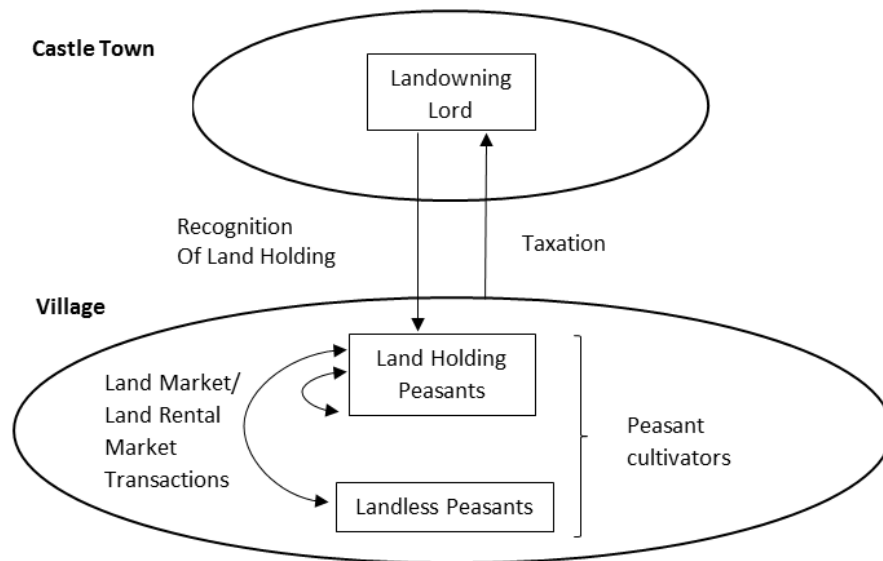 Castle Town
Landowning
Lord
Recognition
Of Land Holding
Taxation
Village
Land Holding
Peasants
Land Market/
Land Rental
Market
Transactions
Peasant
cultivators
Landless Peasants